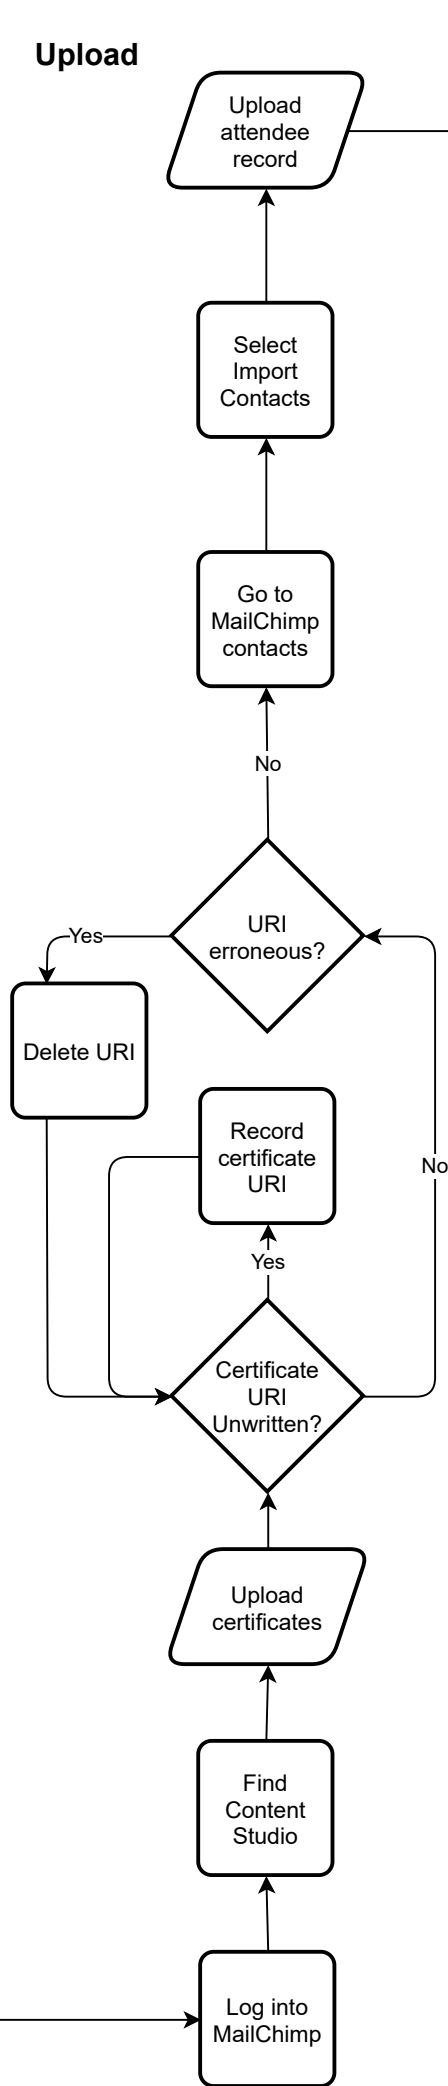 Upload
Upload
attendee
record
Select
Import
Contacts
Go to
MailChimp
contacts
No
URI
erroneous?
Yes
Delete URI
Record
certificate
URI
No
Yes
Certificate
URI
Unwritten?
Upload
certificates
Find
Content
Studio
Log into
MailChimp